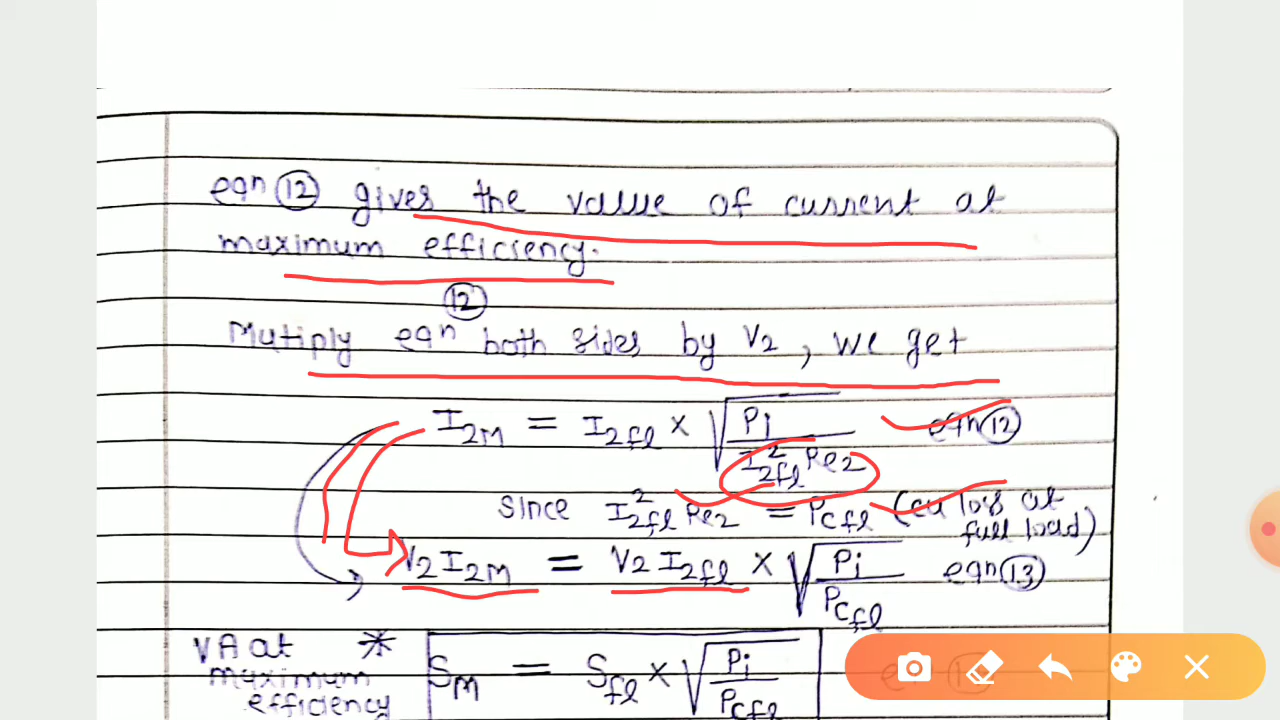 eqn (12) gives the value of current at
maximum efficiency.
(12)
Mutiply eqn both sides by V2, we get
I2M = I2fl × √(Pi / I²2fl Re2) eqn (12)
Since I²2fl Re2 = Pcfl (cu loss at
full load)
V2 I2M = V2 I2fl × √(Pi / Pcfl) eqn (13)
VA at *
maximum
efficiency
SM = Sfl × √(Pi / Pcfl)